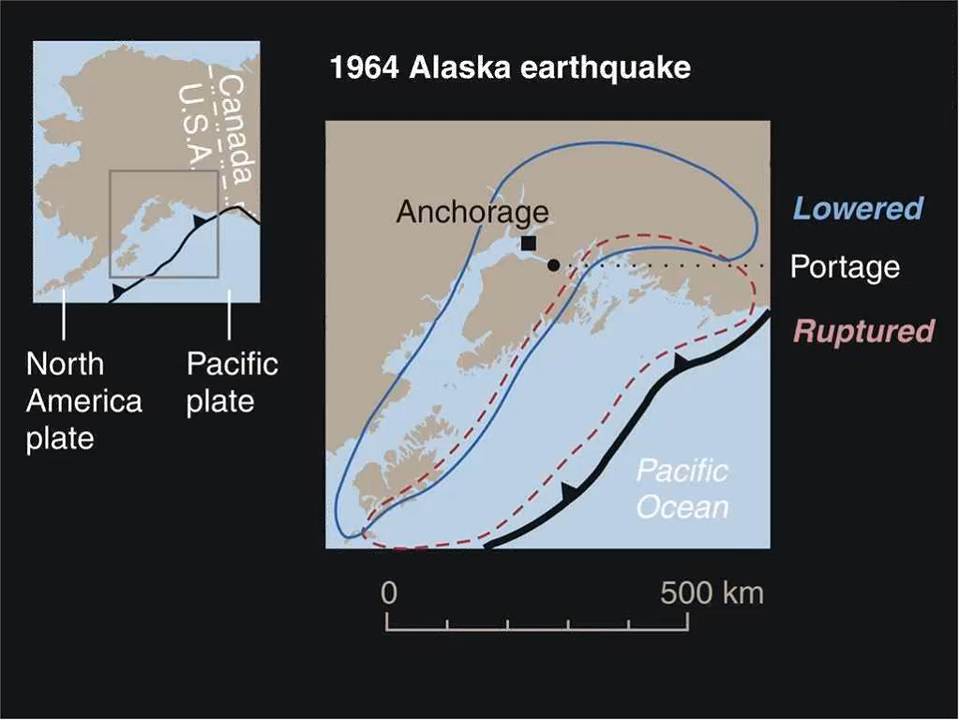 1964 Alaska earthquake
Canada
U.S.A.
North
America
plate
Pacific
plate
Anchorage
Lowered
Portage
Ruptured
Pacific
Ocean
0
500 km